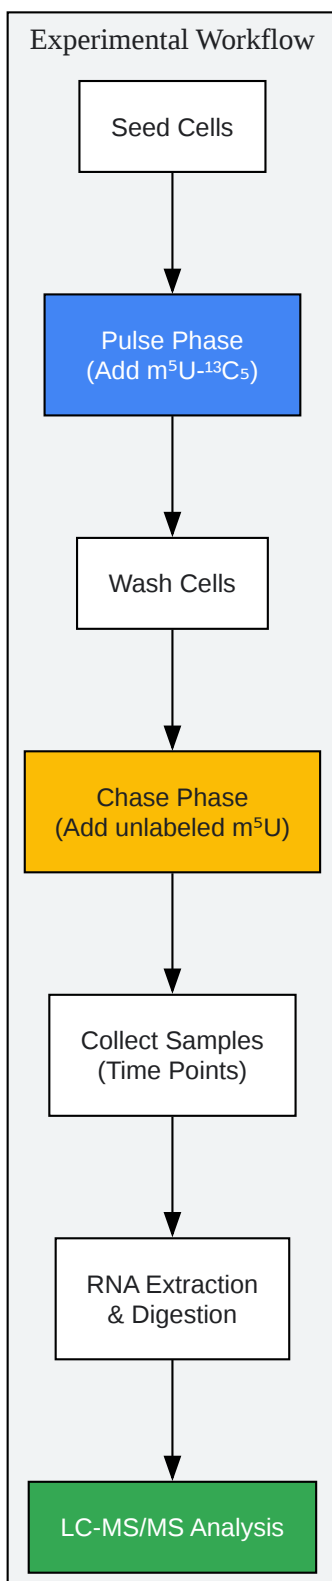 Experimental Workflow
Seed Cells
Pulse Phase
(Add m⁵U-¹³C₅)
Wash Cells
Chase Phase
(Add unlabeled m⁵U)
Collect Samples
(Time Points)
RNA Extraction
& Digestion
LC-MS/MS Analysis